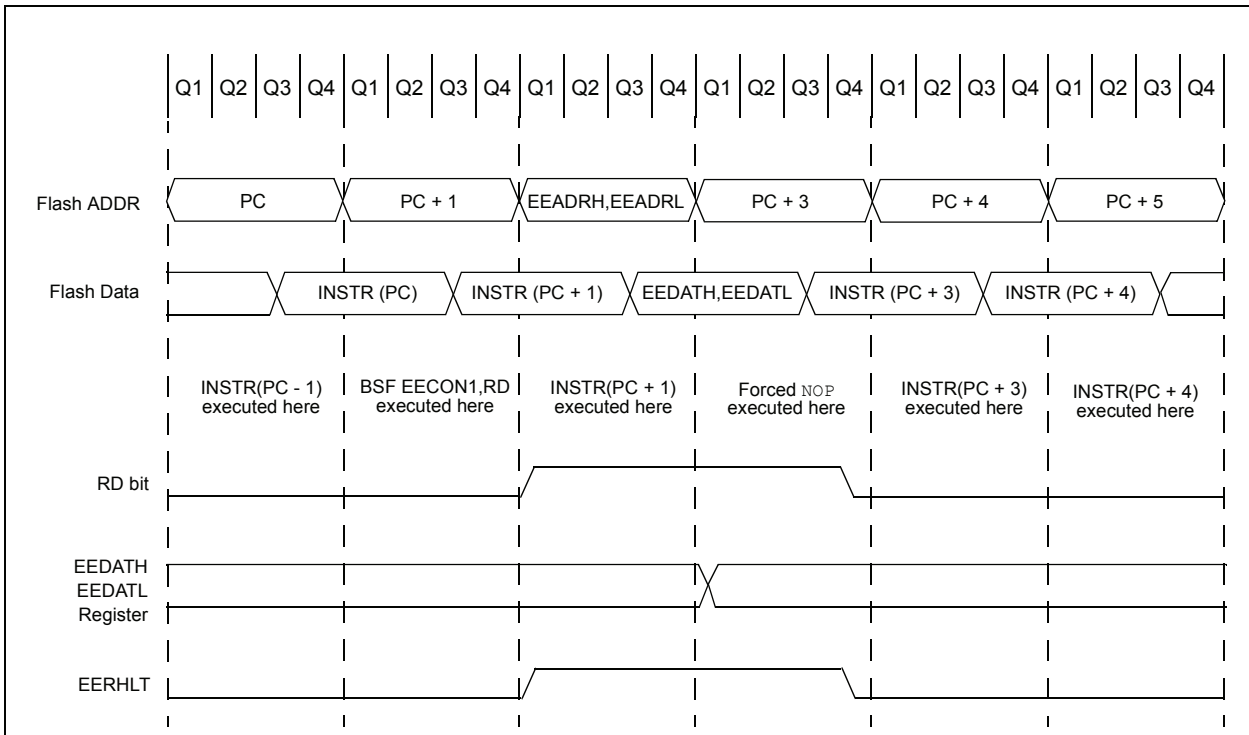 Q1 Q2 Q3 Q4 Q1 Q2 Q3 Q4 Q1 Q2 Q3 Q4 Q1 Q2 Q3 Q4 Q1 Q2 Q3 Q4 Q1 Q2 Q3 Q4
Flash ADDR PC PC + 1 EEADRH,EEADRL PC + 3 PC + 4 PC + 5
Flash Data INSTR (PC) INSTR (PC + 1) EEDATH,EEDATL INSTR (PC + 3) INSTR (PC + 4)
INSTR(PC - 1) BSF EECON1,RD INSTR(PC + 1) Forced NOP INSTR(PC + 3) INSTR(PC + 4)
executed here executed here executed here executed here executed here executed here
RD bit
EEDATH
EEDATL
Register
EERHLT